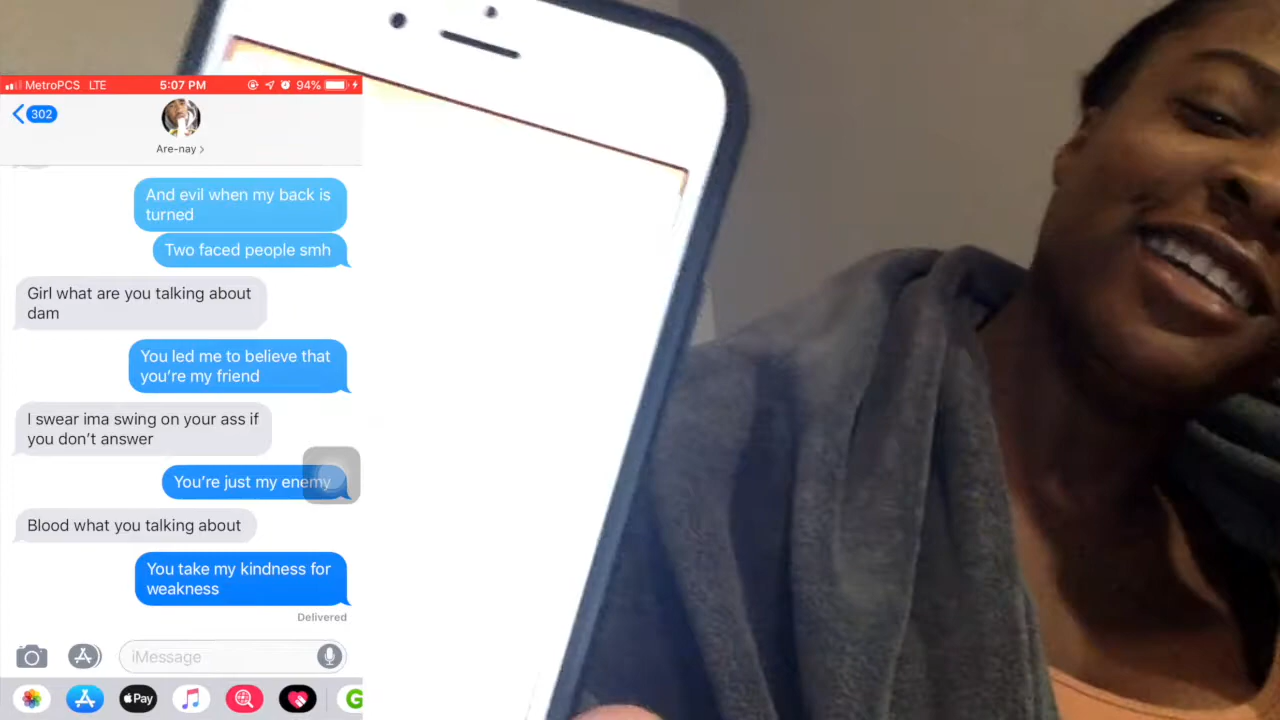 MetroPCS LTE 5:07 PM 94%
302
Are-nay >
And evil when my back is
turned
Two faced people smh
Girl what are you talking about
dam
You led me to believe that
you're my friend
I swear ima swing on your ass if
you don't answer
You're just my enemy
Blood what you talking about
You take my kindness for
weakness
Delivered
iMessage
Pay
G